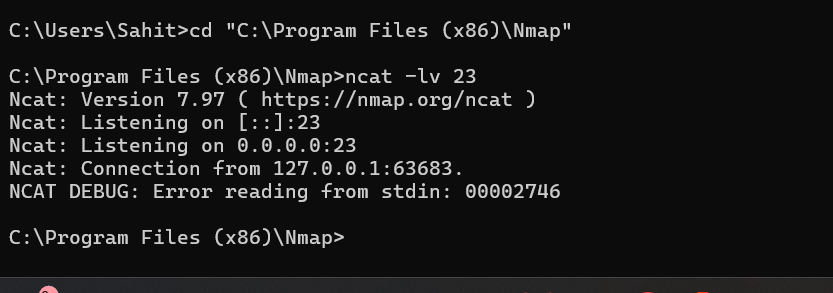 C:\Users\Sahit>cd "C:\Program Files (x86)\Nmap"
C:\Program Files (x86)\Nmap>ncat -lv 23
Ncat: Version 7.97 ( https://nmap.org/ncat )
Ncat: Listening on [::]:23
Ncat: Listening on 0.0.0.0:23
Ncat: Connection from 127.0.0.1:63683.
NCAT DEBUG: Error reading from stdin: 00002746
C:\Program Files (x86)\Nmap>